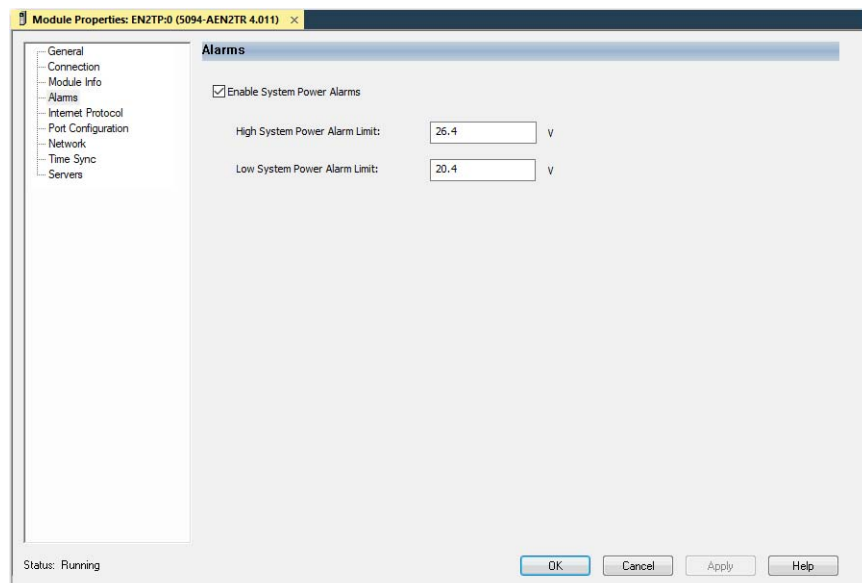 Module Properties: EN2TP:0 (5094-AEN2TR 4.011) ×
General
Connection
Module Info
Alarms
Internet Protocol
Port Configuration
Network
Time Sync
Servers
Alarms
Enable System Power Alarms
High System Power Alarm Limit: 26.4 V
Low System Power Alarm Limit: 20.4 V
Status: Running
OK Cancel Apply Help